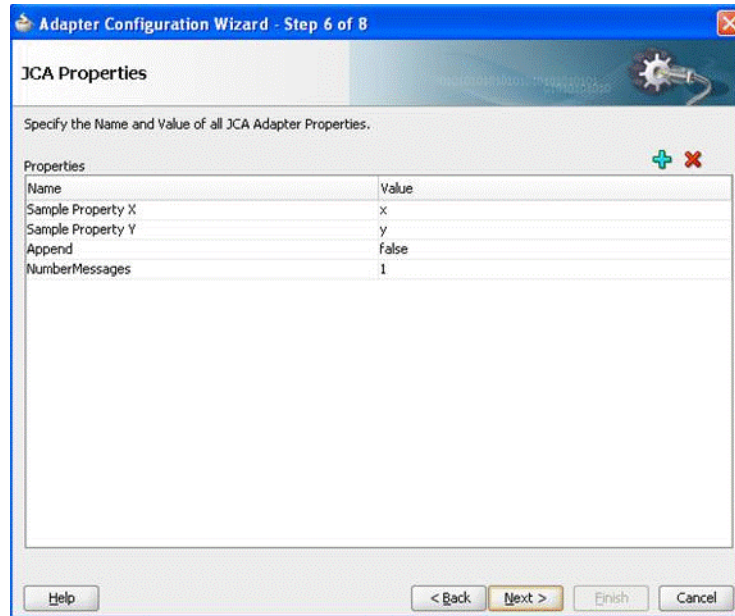 Adapter Configuration Wizard - Step 6 of 8
JCA Properties
Specify the Name and Value of all JCA Adapter Properties.
Properties
Name Value
Sample Property X x
Sample Property Y y
Append false
NumberMessages 1
Help < Back Next > Finish Cancel